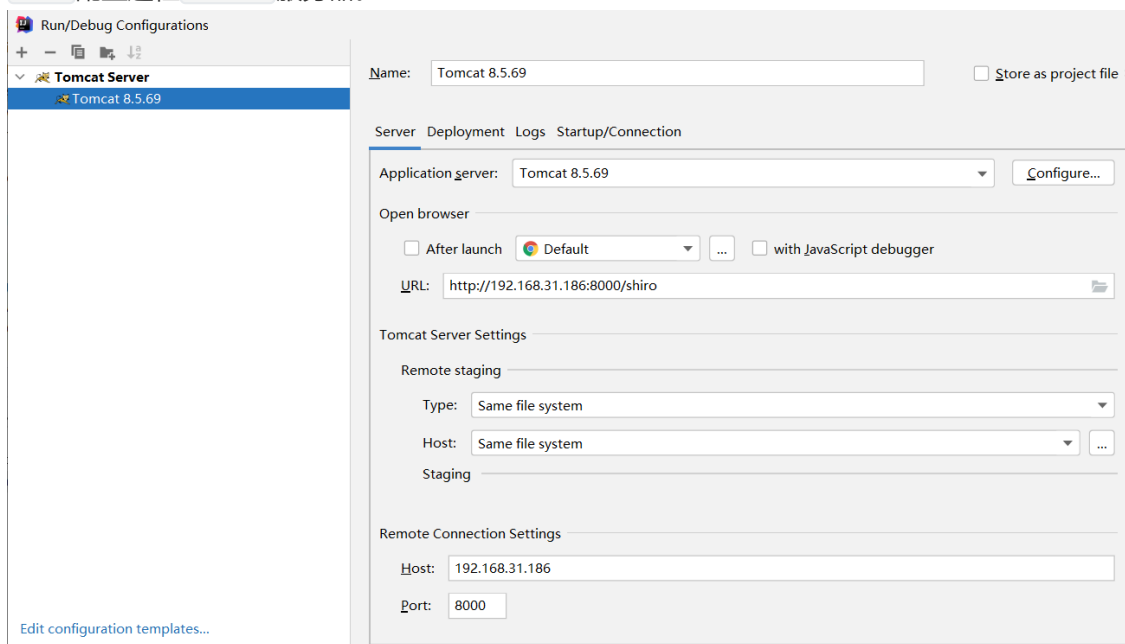 Run/Debug Configurations
Tomcat Server
Tomcat 8.5.69
Name: Tomcat 8.5.69 Store as project file
Server Deployment Logs Startup/Connection
Application server: Tomcat 8.5.69 Configure...
Open browser
After launch Default ... with JavaScript debugger
URL: http://192.168.31.186:8000/shiro
Tomcat Server Settings
Remote staging
Type: Same file system
Host: Same file system ...
Staging
Remote Connection Settings
Host: 192.168.31.186
Port: 8000
Edit configuration templates...